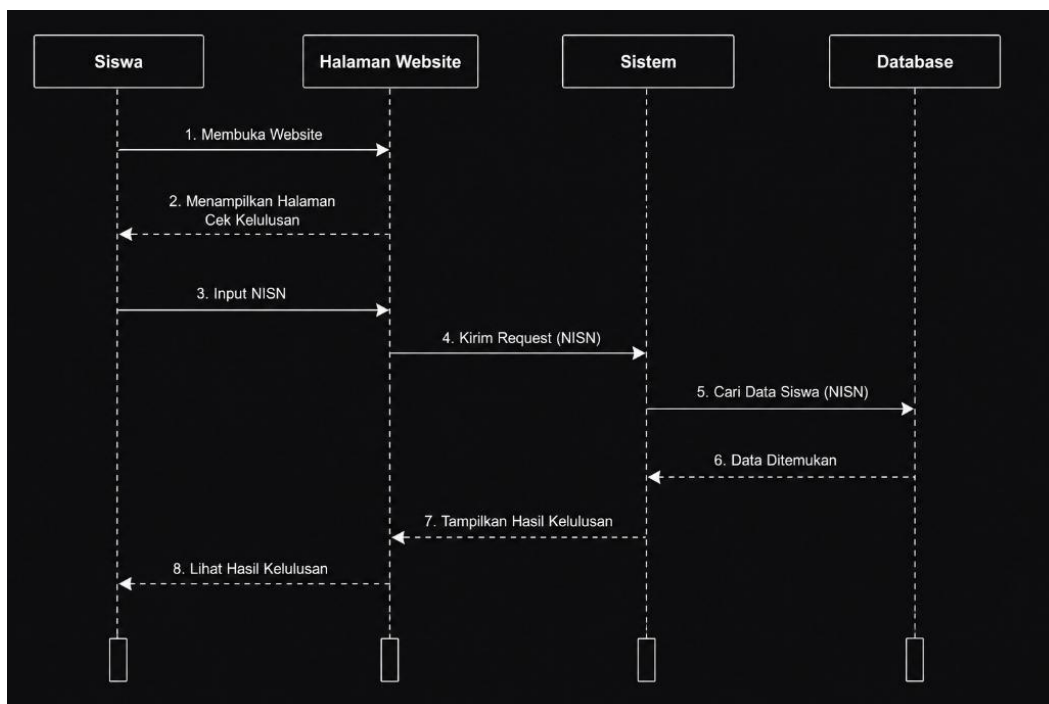 Siswa
Halaman Website
Sistem
Database
1. Membuka Website
2. Menampilkan Halaman
Cek Kelulusan
3. Input NISN
4. Kirim Request (NISN)
5. Cari Data Siswa (NISN)
6. Data Ditemukan
7. Tampilkan Hasil Kelulusan
8. Lihat Hasil Kelulusan